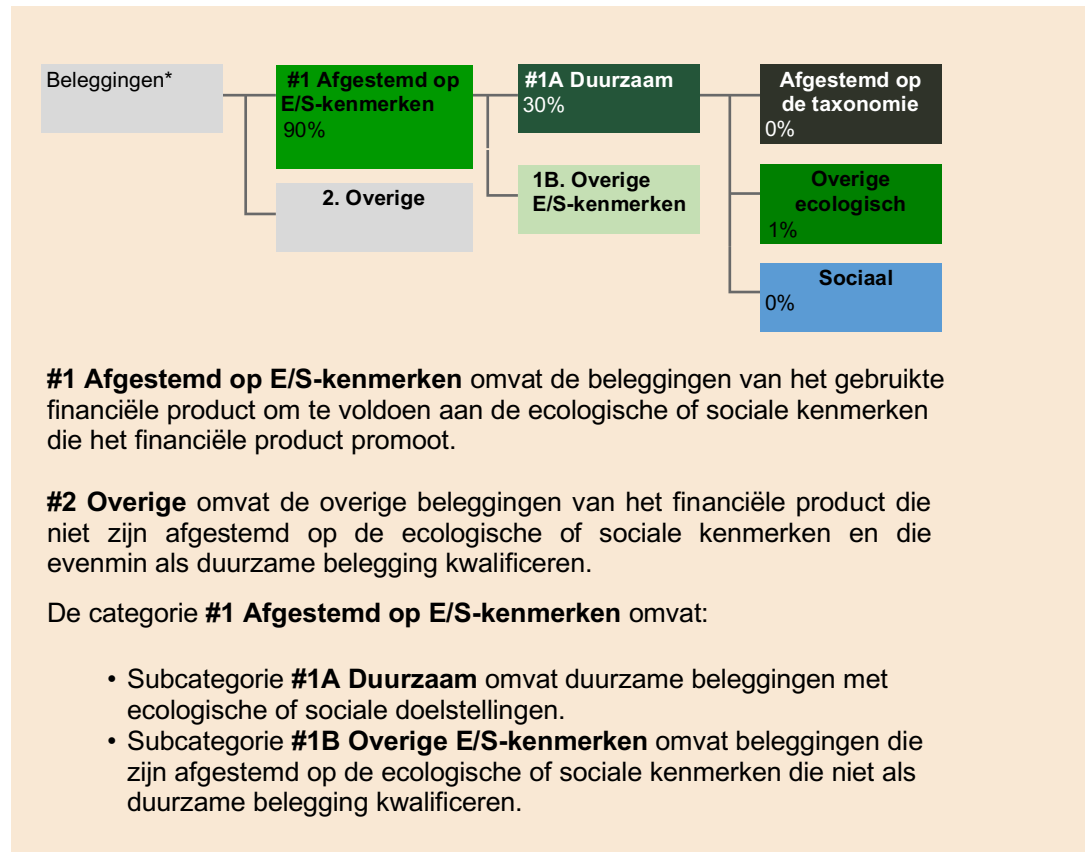 Beleggingen*
#1 Afgestemd op
E/S-kenmerken
90%
2. Overige
#1A Duurzaam
30%
1B. Overige
E/S-kenmerken
Afgestemd op
de taxonomie
0%
Overige
ecologisch
1%
Sociaal
0%
#1 Afgestemd op E/S-kenmerken omvat de beleggingen van het gebruikte
financiële product om te voldoen aan de ecologische of sociale kenmerken
die het financiële product promoot.
#2 Overige omvat de overige beleggingen van het financiële product die
niet zijn afgestemd op de ecologische of sociale kenmerken en die
evenmin als duurzame belegging kwalificeren.
De categorie #1 Afgestemd op E/S-kenmerken omvat:
• Subcategorie #1A Duurzaam omvat duurzame beleggingen met
ecologische of sociale doelstellingen.
• Subcategorie #1B Overige E/S-kenmerken omvat beleggingen die
zijn afgestemd op de ecologische of sociale kenmerken die niet als
duurzame belegging kwalificeren.